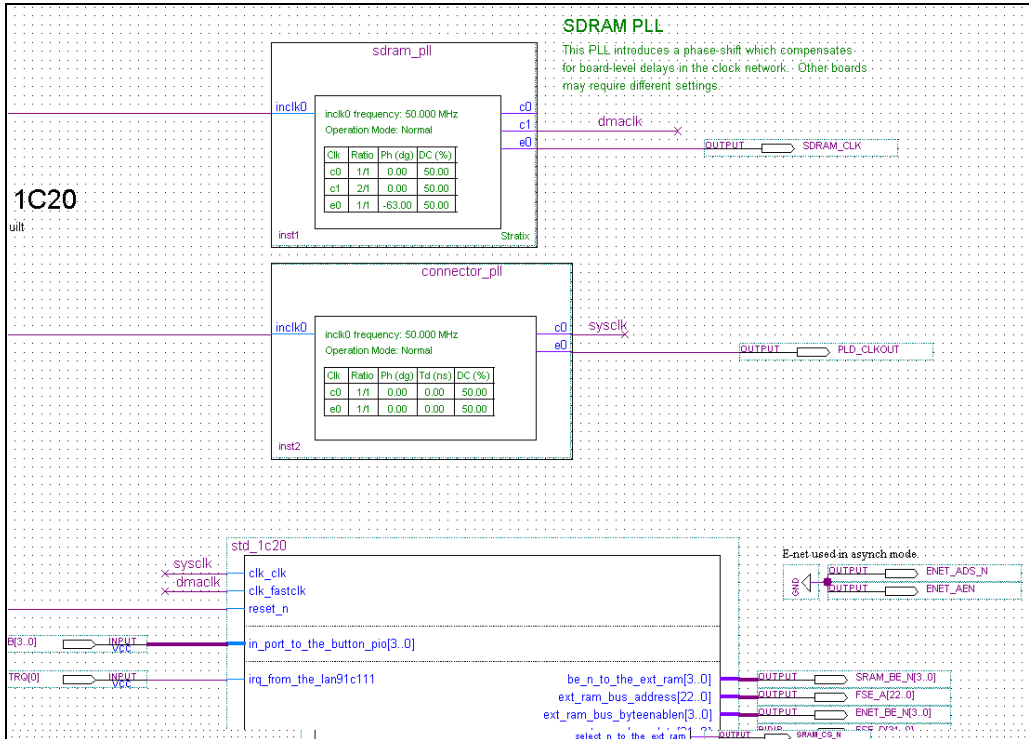 SDRAM PLL
This PLL introduces a phase-shift which compensates
for board-level delays in the clock network. Other boards
may require different settings.
sdram_pll
inclk0
inclk0 frequency: 50.000 MHz
Operation Mode: Normal
Clk Ratio Ph (dg) DC (%)
c0 1/1 0.00 50.00
c1 2/1 0.00 50.00
e0 1/1 -63.00 50.00
c0
c1
e0
dmaclk
OUTPUT SDRAM_CLK
inst1
Stratix
1C20
uilt
connector_pll
inclk0
inclk0 frequency: 50.000 MHz
Operation Mode: Normal
Clk Ratio Ph (dg) Td (ns) DC (%)
c0 1/1 0.00 0.00 50.00
e0 1/1 0.00 0.00 50.00
c0
e0
sysclk
OUTPUT PLD_CLKOUT
inst2
std_1c20
sysclk
dmaclk
clk_clk
clk_fastclk
reset_n
E-net used in asynch mode.
GND
OUTPUT ENET_ADS_N
OUTPUT ENET_AEN
B[3..0] INPUT
VCC
in_port_to_the_button_pio[3..0]
TRQ[0] INPUT
VCC
irq_from_the_lan91c111
be_n_to_the_ext_ram[3..0] OUTPUT SRAM_BE_N[3..0]
ext_ram_bus_address[22..0] OUTPUT FSE_A[22..0]
ext_ram_bus_byteenablen[3..0] OUTPUT ENET_BE_N[3..0]
select_n_to_the_ext_ram OUTPUT SRAM_CS_N